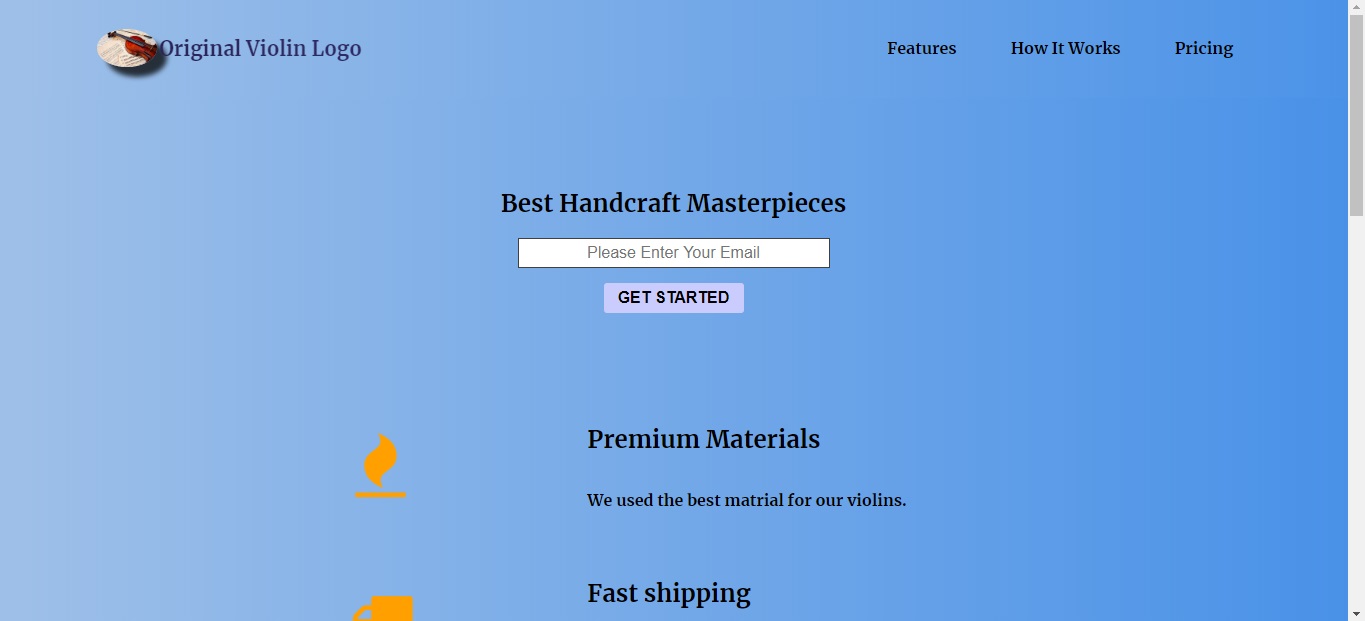 Original Violin Logo
Features
How It Works
Pricing
Best Handcraft Masterpieces
Please Enter Your Email
GET STARTED
Premium Materials
We used the best matrial for our violins.
Fast shipping